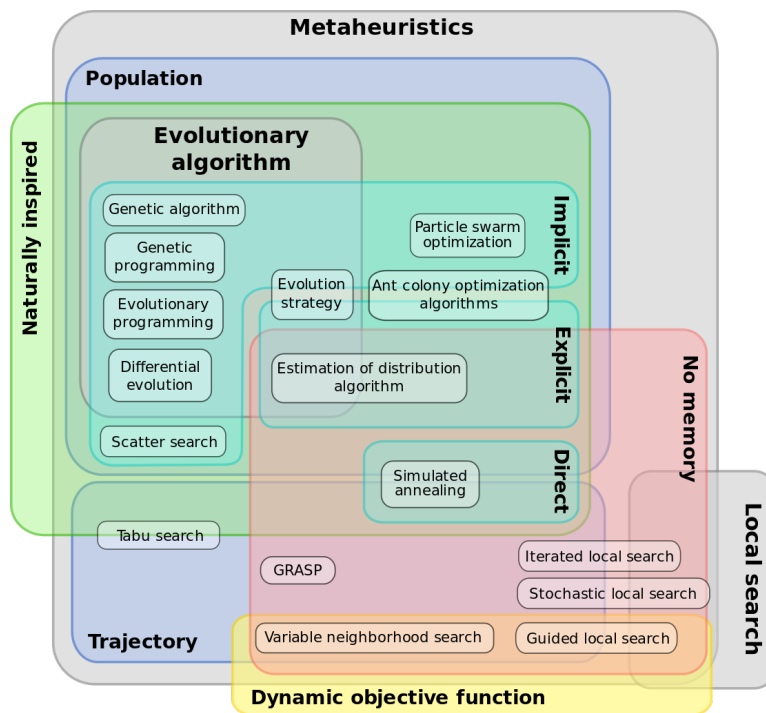 Metaheuristics
Population
Naturally inspired
Evolutionary
algorithm
Implicit
Genetic algorithm
Particle swarm
optimization
Genetic
programming
Evolution
strategy
Ant colony optimization
algorithms
Evolutionary
programming
Explicit
Differential
evolution
Estimation of distribution
algorithm
No memory
Scatter search
Direct
Simulated
annealing
Tabu search
Local search
GRASP
Iterated local search
Stochastic local search
Trajectory
Variable neighborhood search
Guided local search
Dynamic objective function